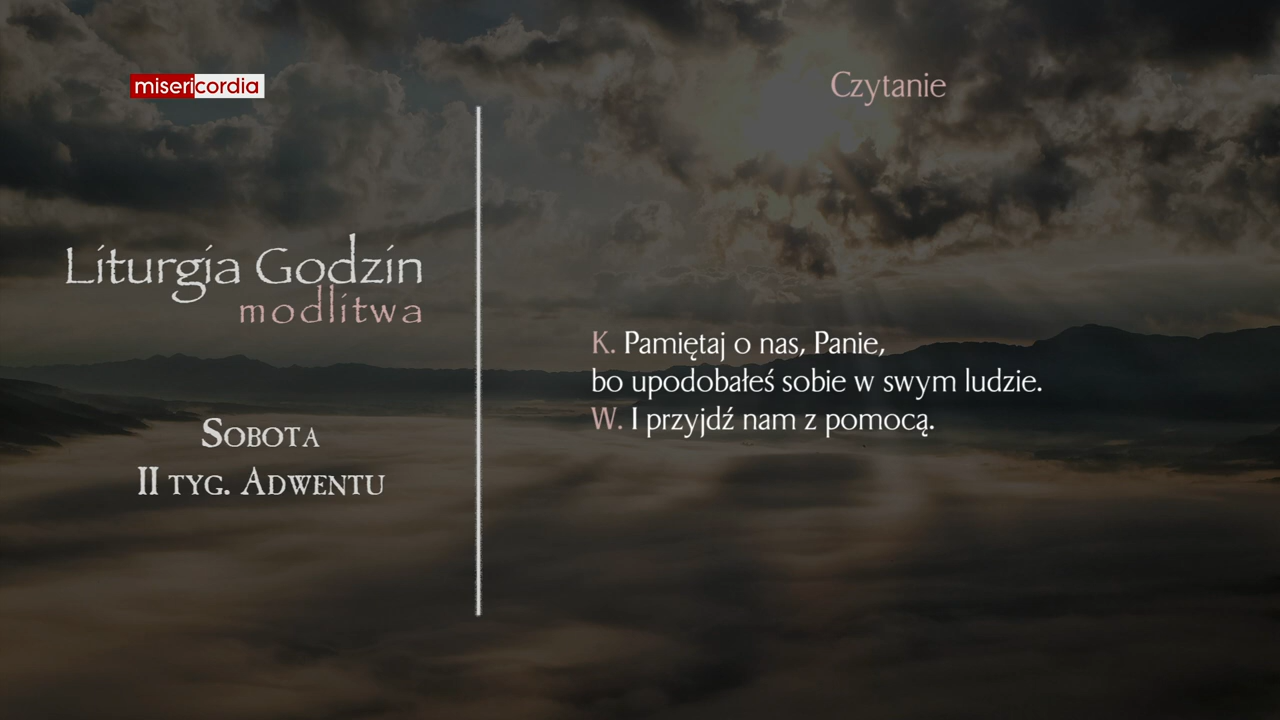 misericordia
Liturgia Godzin
modlitwa
Sobota
II tyg. Adwentu
Czytanie
K. Pamiętaj o nas, Panie,
bo upodobałeś sobie w swym ludzie.
W. I przyjdź nam z pomocą.